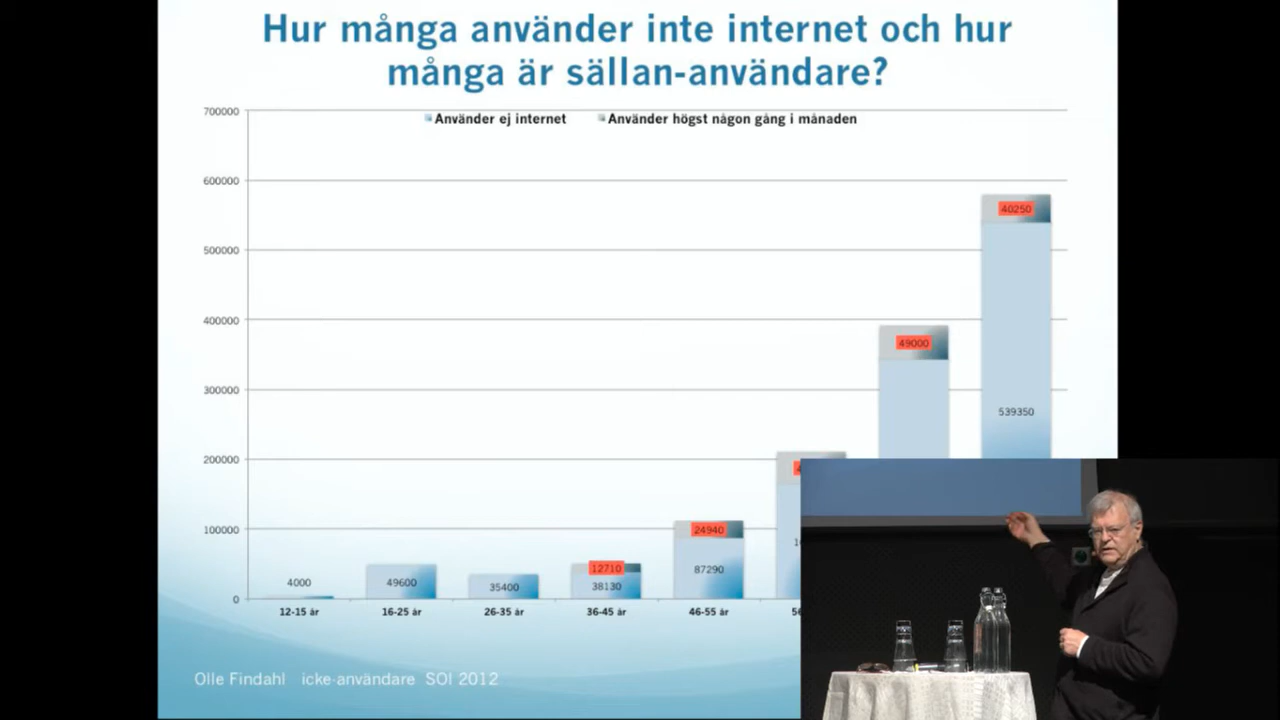 Hur många använder inte internet och hur
många är sällan-användare?
Använder ej internet
Använder högst någon gång i månaden
700000
600000
500000
400000
300000
200000
100000
0
4000
49600
35400
12710
38130
24940
87290
49000
40250
539350
12-15 år
16-25 år
26-35 år
36-45 år
46-55 år
Olle Findahl icke-användare SOI 2012